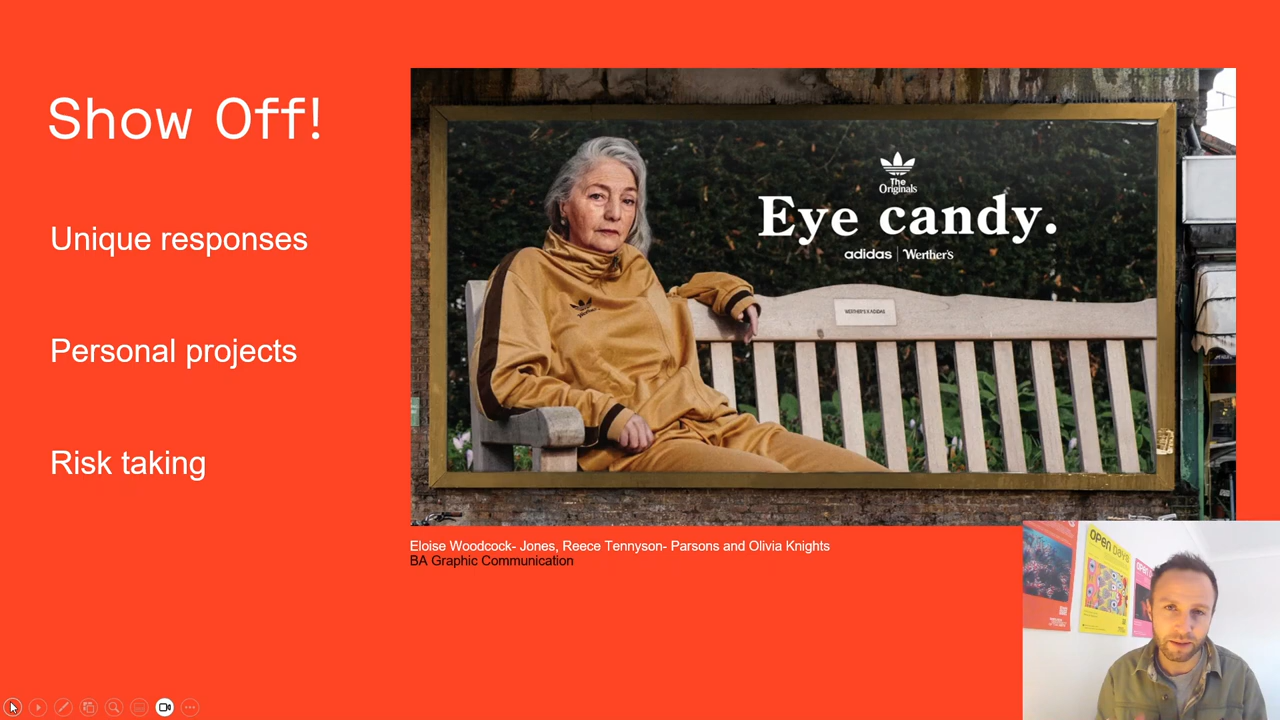 Show Off!
Unique responses
Personal projects
Risk taking
The
Originals
Eye candy.
adidas | Werther's
WERTHER'S X ADIDAS
Eloise Woodcock- Jones, Reece Tennyson- Parsons and Olivia Knights
BA Graphic Communication
OPEN DAYS